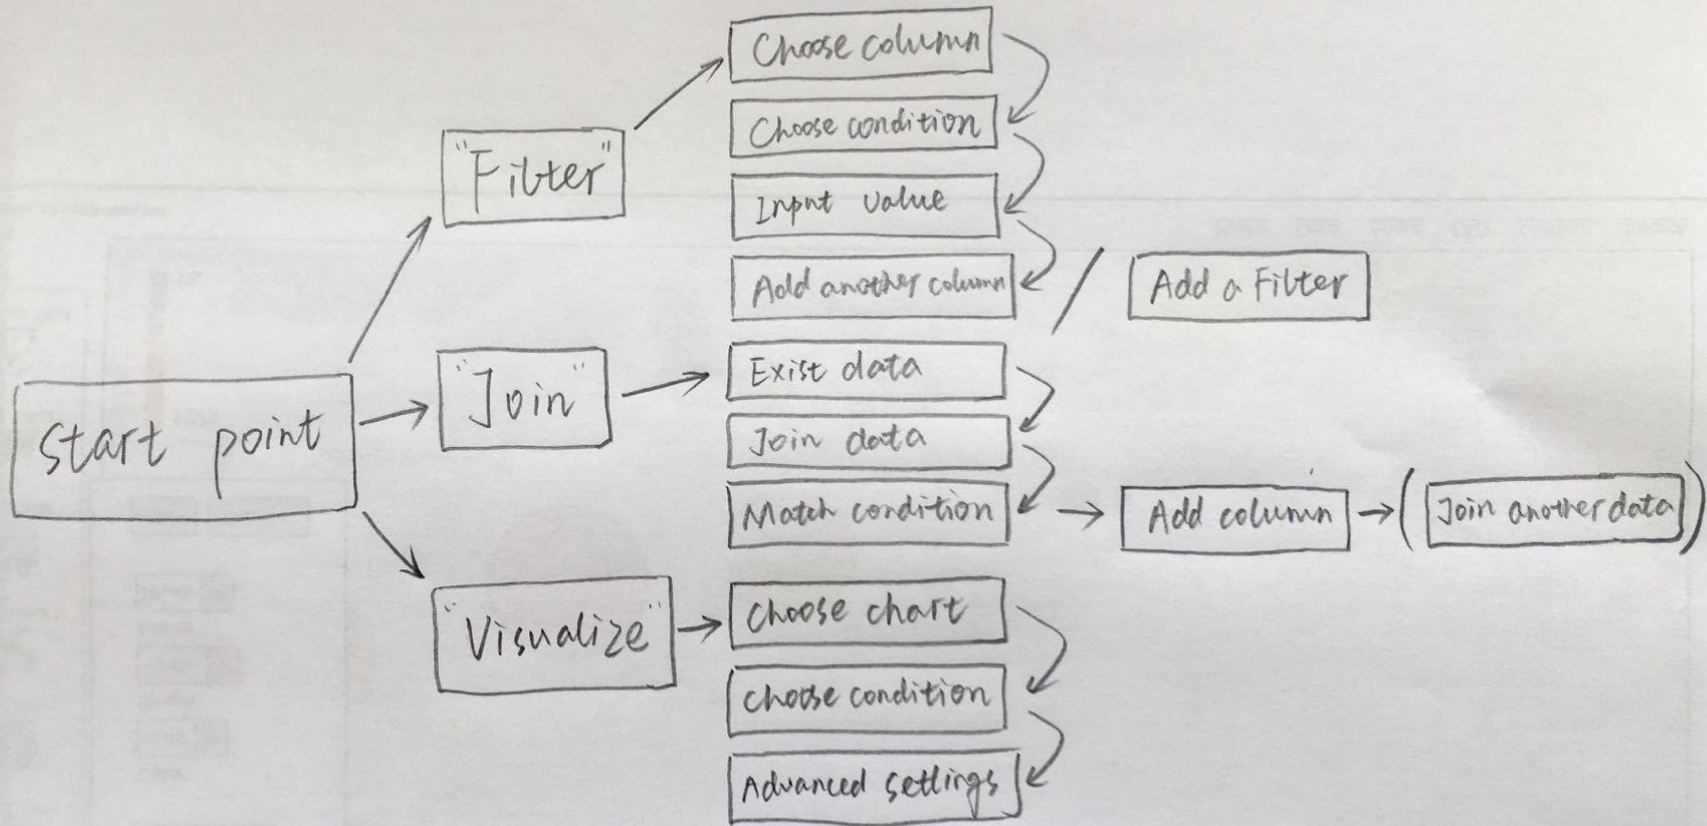 Choose column
Choose condition
"Filter"
Input value
Add another column / Add a Filter
"Join"
Exist data
Start point
Join data
Match condition
Add column
(Join another data)
Choose chart
"Visualize"
Choose condition
Advanced settings